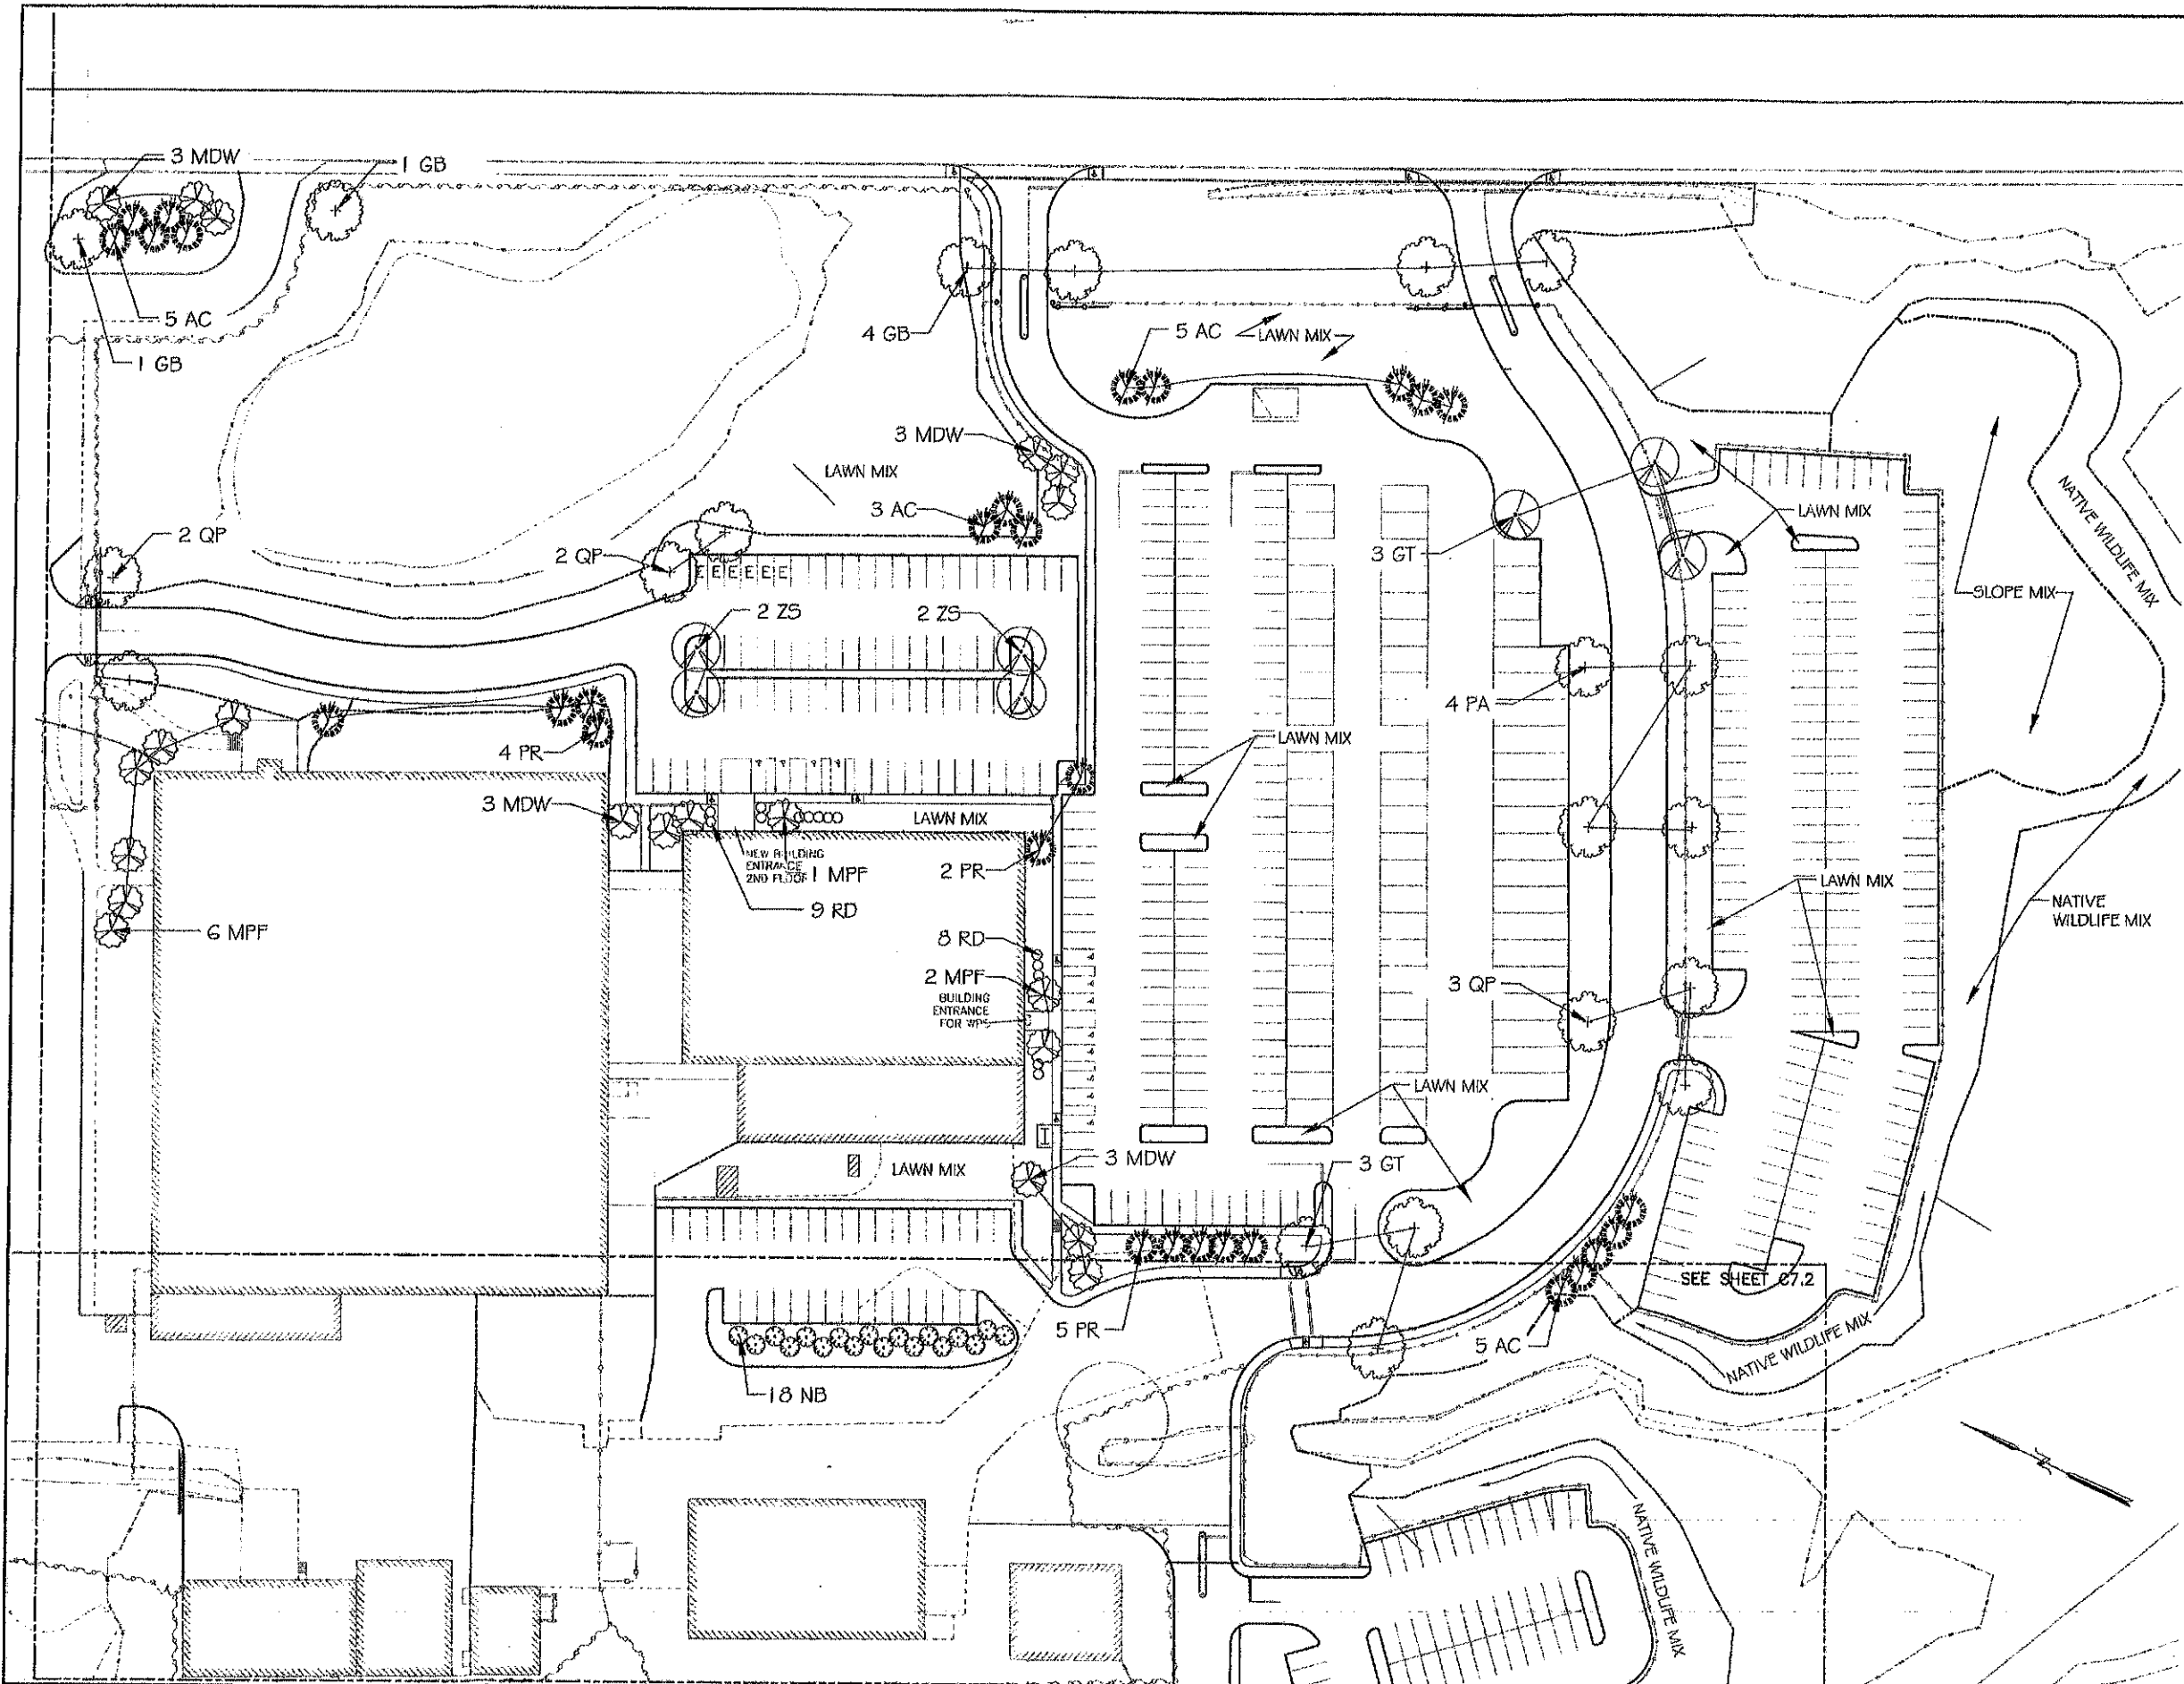 3 MDW
1 GB
5 AC
1 GB
4 GB
5 AC
LAWN MIX
3 MDW
LAWN MIX
3 AC
2 QP
2 QP
3 GT
LAWN MIX
NATIVE WILDLIFE MIX
SLOPE MIX
E E E E E E
2 ZS
2 ZS
4 PA
4 PR
LAWN MIX
3 MDW
LAWN MIX
NEW BUILDING
ENTRANCE
2ND FLOOR
1 MPF
2 PR
9 RD
6 MPF
LAWN MIX
NATIVE
WILDLIFE MIX
8 RD
2 MPF
BUILDING
ENTRANCE
FOR WPS
3 QP
LAWN MIX
3 MDW
3 GT
LAWN MIX
SEE SHEET C7.2
5 PR
5 AC
NATIVE WILDLIFE MIX
18 NB
N
NATIVE WILDLIFE MIX